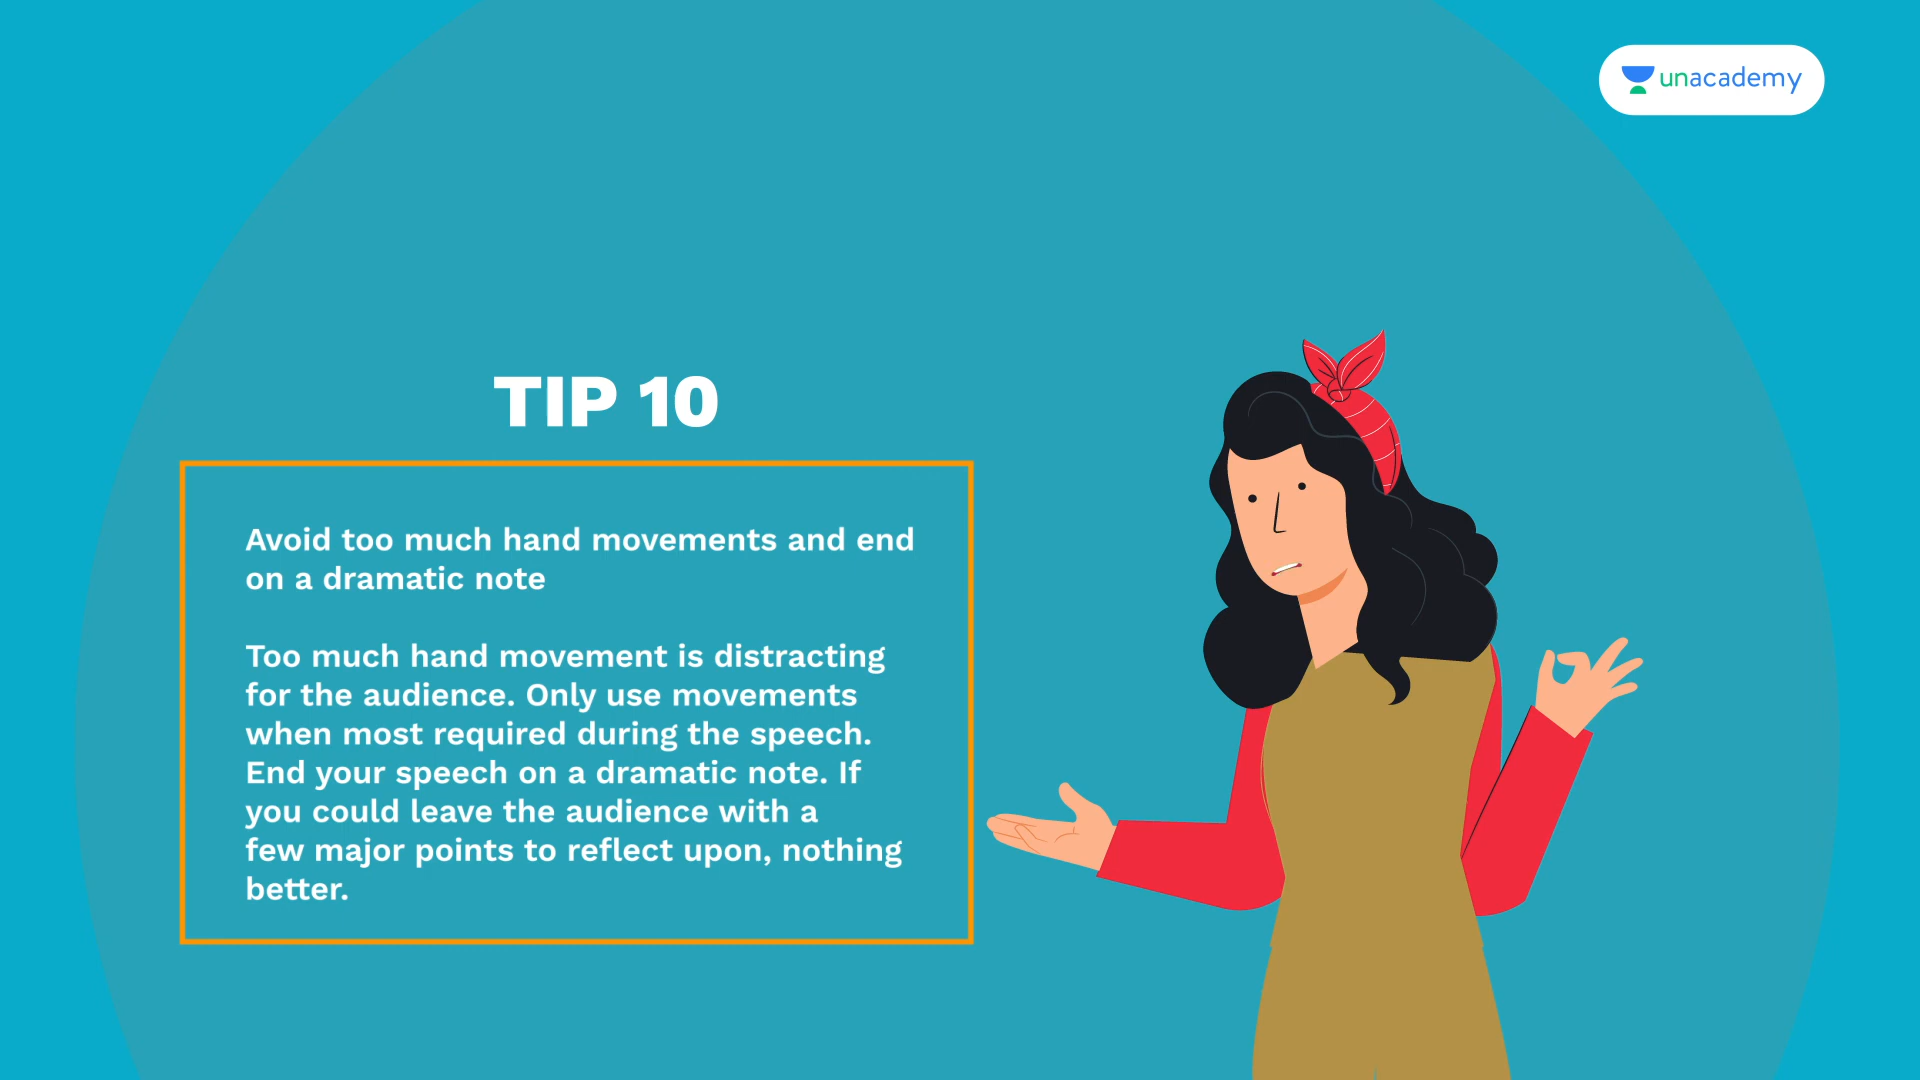 unacademy
TIP 10
Avoid too much hand movements and end
on a dramatic note
Too much hand movement is distracting
for the audience. Only use movements
when most required during the speech.
End your speech on a dramatic note. If
you could leave the audience with a
few major points to reflect upon, nothing
better.